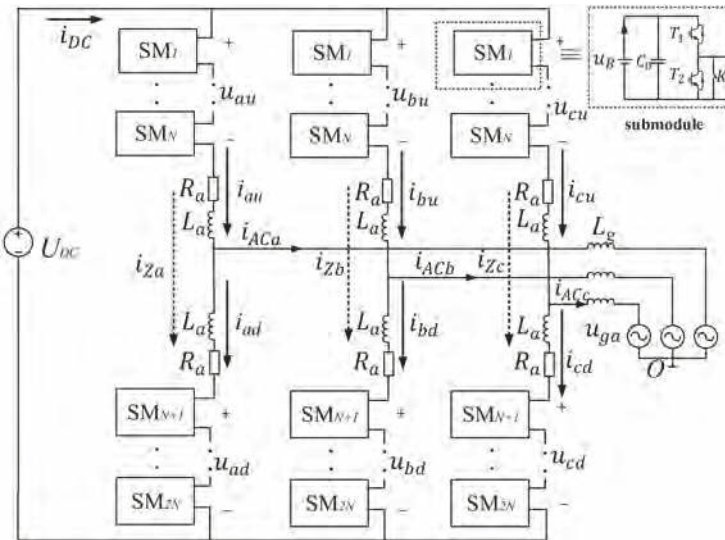 i_DC
SM_1 + SM_1 + SM_1 + ≡ u_B C_B T_1
T_2 K
submodule
u_au u_bu u_cu
SM_N − SM_N − SM_N −
R_a i_au R_a i_bu R_a i_cu
L_a i_ACa L_a L_a L_g
U_DC i_Za i_Zb i_ACb i_Zc
i_ACc
L_a i_ad L_a i_bd L_a u_ga
R_a R_a R_a i_cd O
SM_N+1 + SM_N+1 + SM_N+1 +
u_ad u_bd u_cd
SM_2N − SM_2N − SM_2N −